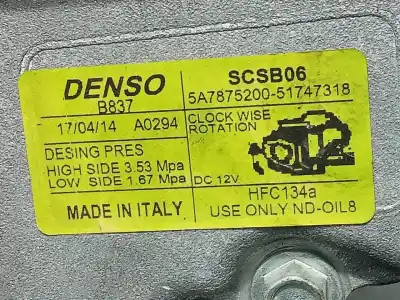 DENSO
B837
17/04/14 A0294
DESING PRES
HIGH SIDE 3.53 Mpa
LOW SIDE 1.67 Mpa
MADE IN ITALY
SCSB06
5A7875200-51747318
CLOCK WISE
ROTATION
DC 12V
HFC134a
USE ONLY ND-OIL8